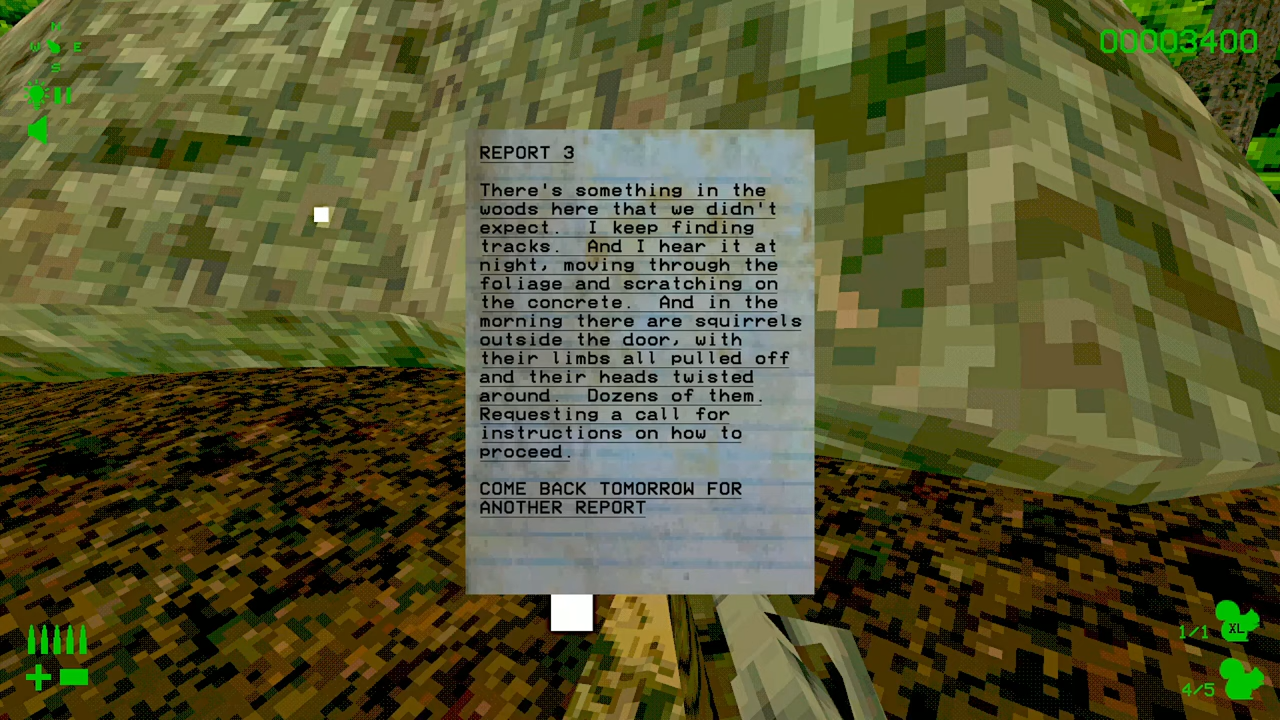 N
W E
S
00003400
REPORT 3
There's something in the
woods here that we didn't
expect.  I keep finding
tracks.  And I hear it at
night, moving through the
foliage and scratching on
the concrete.  And in the
morning there are squirrels
outside the door, with
their limbs all pulled off
and their heads twisted
around.  Dozens of them.
Requesting a call for
instructions on how to
proceed.
COME BACK TOMORROW FOR
ANOTHER REPORT
1/1 XL
4/5